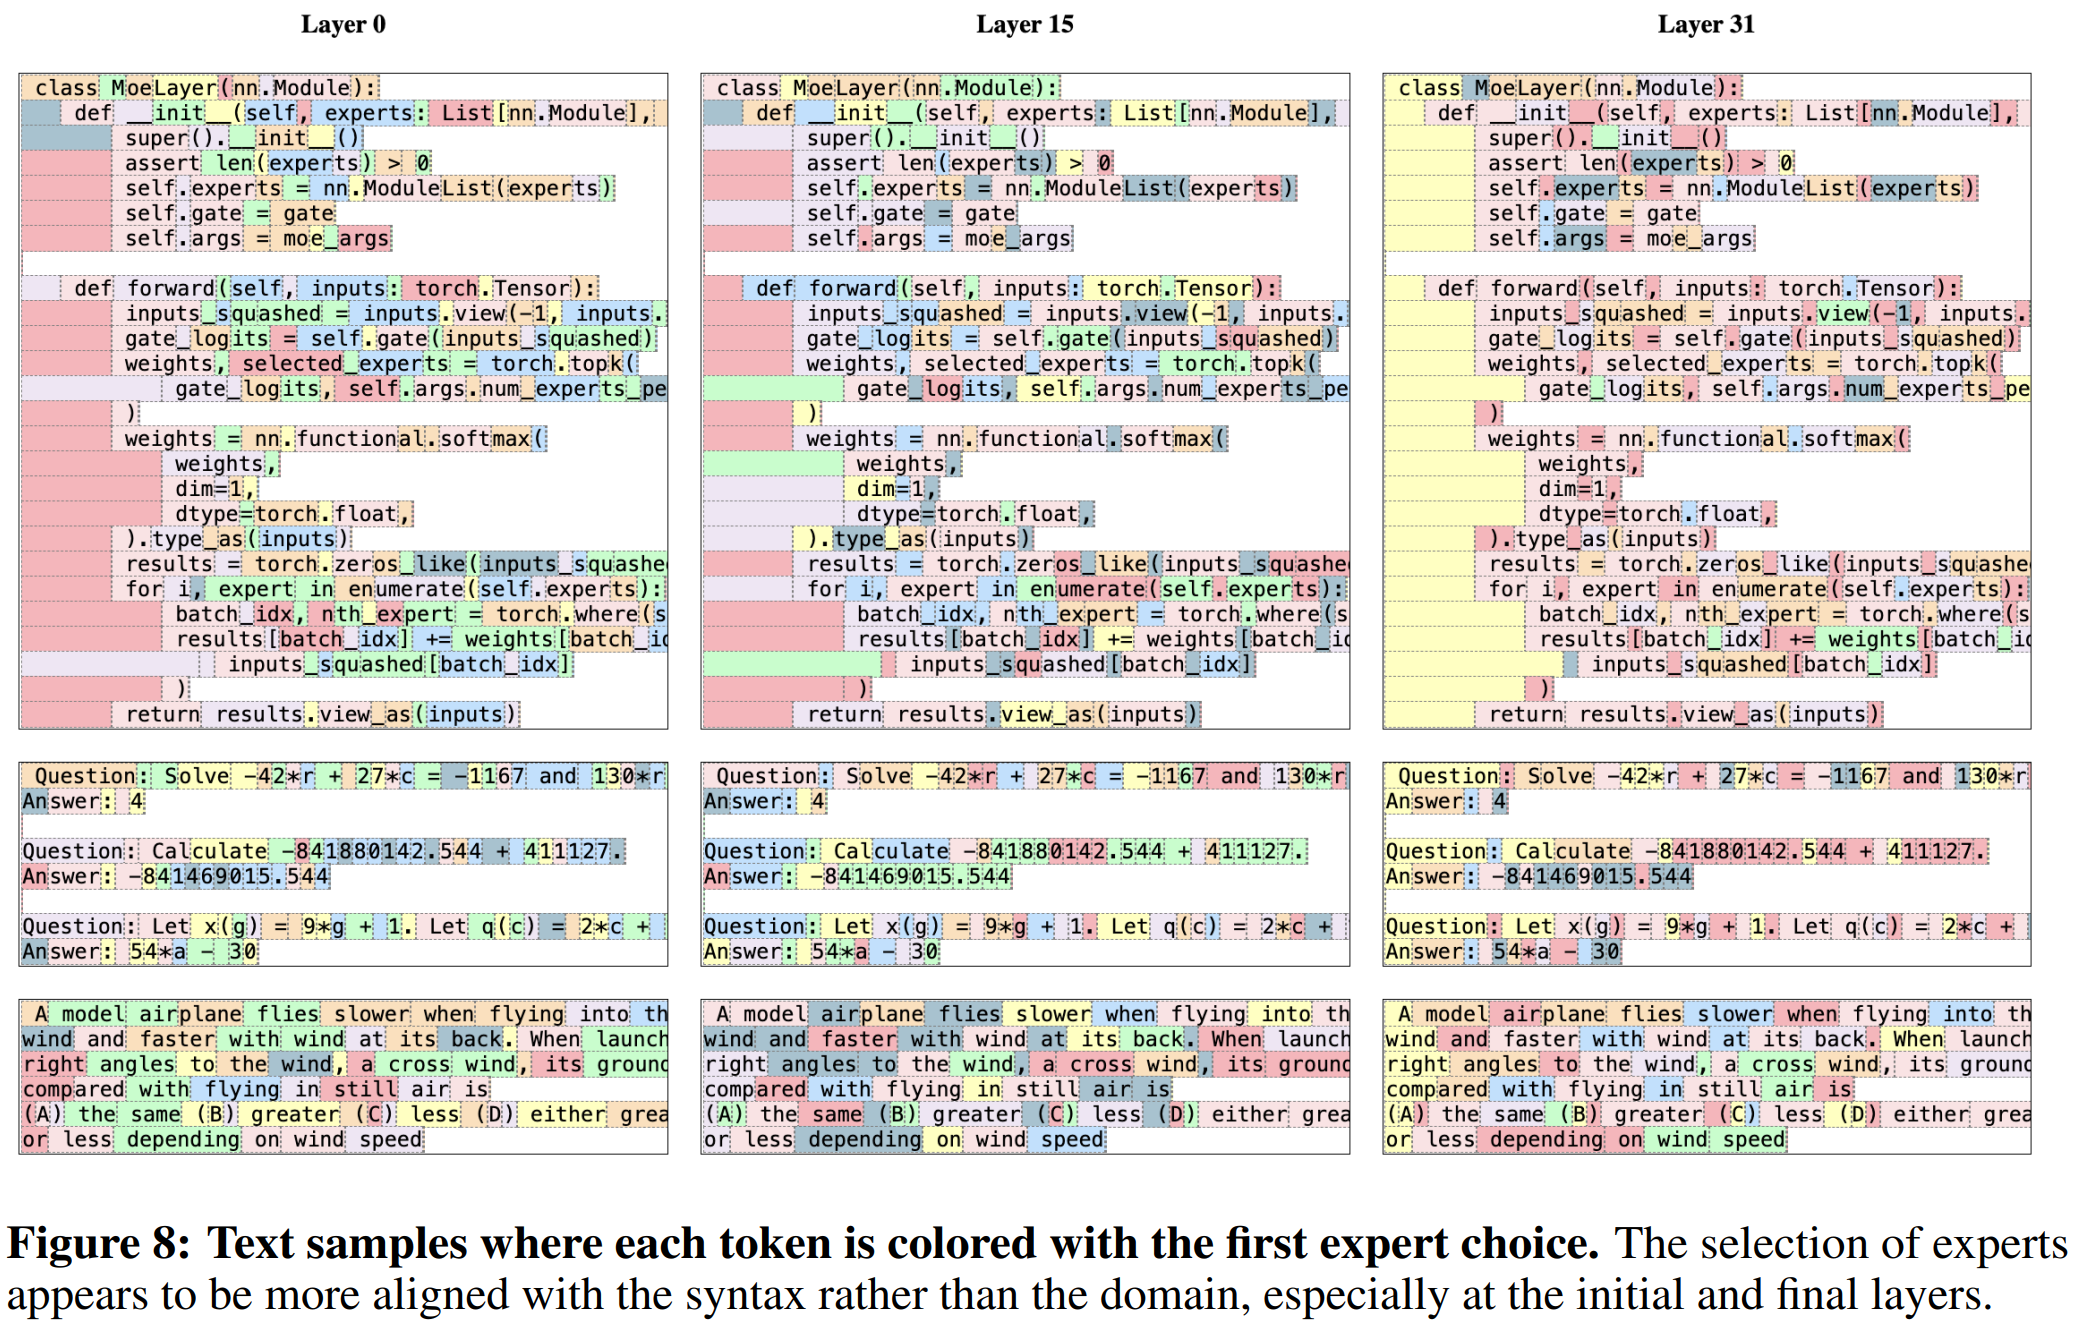 Layer 0
class MoeLayer(nn.Module):
    def __init__(self, experts: List[nn.Module],
        super().__init__()
        assert len(experts) > 0
        self.experts = nn.ModuleList(experts)
        self.gate = gate
        self.args = moe_args
    def forward(self, inputs: torch.Tensor):
        inputs_squashed = inputs.view(-1, inputs.
        gate_logits = self.gate(inputs_squashed)
        weights, selected_experts = torch.topk(
            gate_logits, self.args.num_experts_pe
        )
        weights = nn.functional.softmax(
            weights,
            dim=1,
            dtype=torch.float,
        ).type_as(inputs)
        results = torch.zeros_like(inputs_squashe
        for i, expert in enumerate(self.experts):
            batch_idx, nth_expert = torch.where(s
            results[batch_idx] += weights[batch_id
                inputs_squashed[batch_idx]
            )
        return results.view_as(inputs)
Question: Solve -42*r + 27*c = -1167 and 130*r
Answer: 4
Question: Calculate -841880142.544 + 411127.
Answer: -841469015.544
Question: Let x(g) = 9*g + 1. Let q(c) = 2*c +
Answer: 54*a - 30
A model airplane flies slower when flying into th
wind and faster with wind at its back. When launch
right angles to the wind, a cross wind, its ground
compared with flying in still air is
(A) the same (B) greater (C) less (D) either grea
or less depending on wind speed
Layer 15
class MoeLayer(nn.Module):
    def __init__(self, experts: List[nn.Module],
        super().__init__()
        assert len(experts) > 0
        self.experts = nn.ModuleList(experts)
        self.gate = gate
        self.args = moe_args
    def forward(self, inputs: torch.Tensor):
        inputs_squashed = inputs.view(-1, inputs.
        gate_logits = self.gate(inputs_squashed)
        weights, selected_experts = torch.topk(
            gate_logits, self.args.num_experts_pe
        )
        weights = nn.functional.softmax(
            weights,
            dim=1,
            dtype=torch.float,
        ).type_as(inputs)
        results = torch.zeros_like(inputs_squashe
        for i, expert in enumerate(self.experts):
            batch_idx, nth_expert = torch.where(s
            results[batch_idx] += weights[batch_id
                inputs_squashed[batch_idx]
            )
        return results.view_as(inputs)
Question: Solve -42*r + 27*c = -1167 and 130*r
Answer: 4
Question: Calculate -841880142.544 + 411127.
Answer: -841469015.544
Question: Let x(g) = 9*g + 1. Let q(c) = 2*c +
Answer: 54*a - 30
A model airplane flies slower when flying into th
wind and faster with wind at its back. When launch
right angles to the wind, a cross wind, its ground
compared with flying in still air is
(A) the same (B) greater (C) less (D) either grea
or less depending on wind speed
Layer 31
class MoeLayer(nn.Module):
    def __init__(self, experts: List[nn.Module],
        super().__init__()
        assert len(experts) > 0
        self.experts = nn.ModuleList(experts)
        self.gate = gate
        self.args = moe_args
    def forward(self, inputs: torch.Tensor):
        inputs_squashed = inputs.view(-1, inputs.
        gate_logits = self.gate(inputs_squashed)
        weights, selected_experts = torch.topk(
            gate_logits, self.args.num_experts_pe
        )
        weights = nn.functional.softmax(
            weights,
            dim=1,
            dtype=torch.float,
        ).type_as(inputs)
        results = torch.zeros_like(inputs_squashe
        for i, expert in enumerate(self.experts):
            batch_idx, nth_expert = torch.where(s
            results[batch_idx] += weights[batch_id
                inputs_squashed[batch_idx]
            )
        return results.view_as(inputs)
Question: Solve -42*r + 27*c = -1167 and 130*r
Answer: 4
Question: Calculate -841880142.544 + 411127.
Answer: -841469015.544
Question: Let x(g) = 9*g + 1. Let q(c) = 2*c +
Answer: 54*a - 30
A model airplane flies slower when flying into th
wind and faster with wind at its back. When launch
right angles to the wind, a cross wind, its ground
compared with flying in still air is
(A) the same (B) greater (C) less (D) either grea
or less depending on wind speed
Figure 8: Text samples where each token is colored with the first expert choice. The selection of experts
appears to be more aligned with the syntax rather than the domain, especially at the initial and final layers.